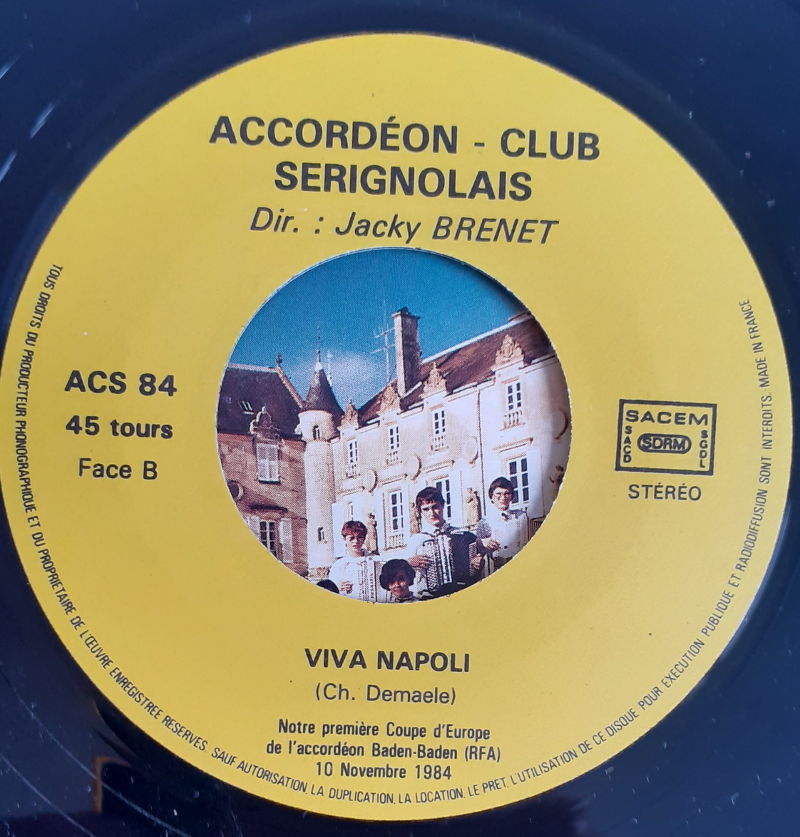 ACCORDÉON - CLUB
SERIGNOLAIS
Dir. : Jacky BRENET
ACS 84
45 tours
Face B
SACEM
SACD
SDRM
SGDL
STÉRÉO
VIVA NAPOLI
(Ch. Demaele)
Notre première Coupe d'Europe
de l'accordéon Baden-Baden (RFA)
10 Novembre 1984
TOUS DROITS DU PRODUCTEUR PHONOGRAPHIQUE ET DU PROPRIETAIRE DE L'ŒUVRE ENREGISTREE RESERVES. SAUF AUTORISATION, LA DUPLICATION, LA LOCATION, LE PRET, L'UTILISATION DE CE DISQUE POUR EXECUTION PUBLIQUE ET RADIODIFFUSION SONT INTERDITS. MADE IN FRANCE